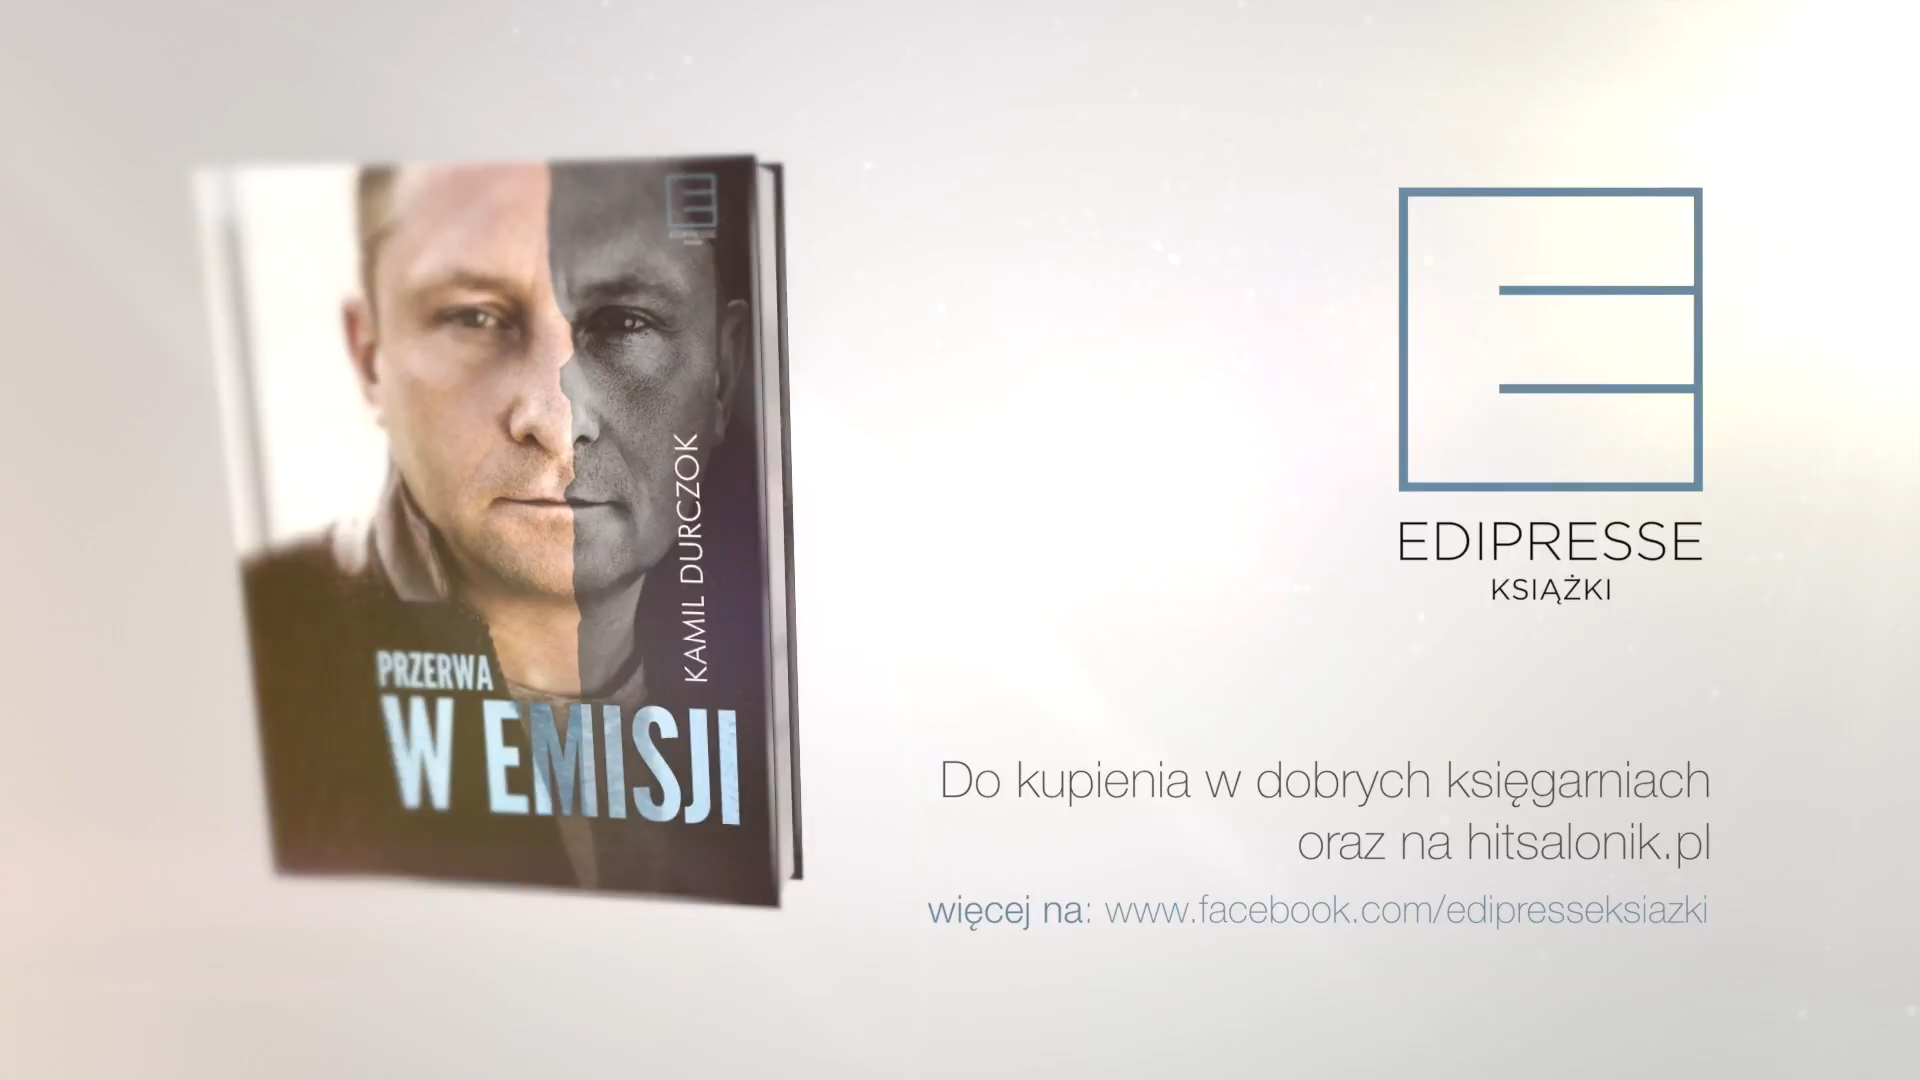 KAMIL DURCZOK
PRZERWA
W EMISJI
EDIPRESSE
KSIĄŻKI
Do kupienia w dobrych księgarniach
oraz na hitsalonik.pl
więcej na: www.facebook.com/edipresseksiazki